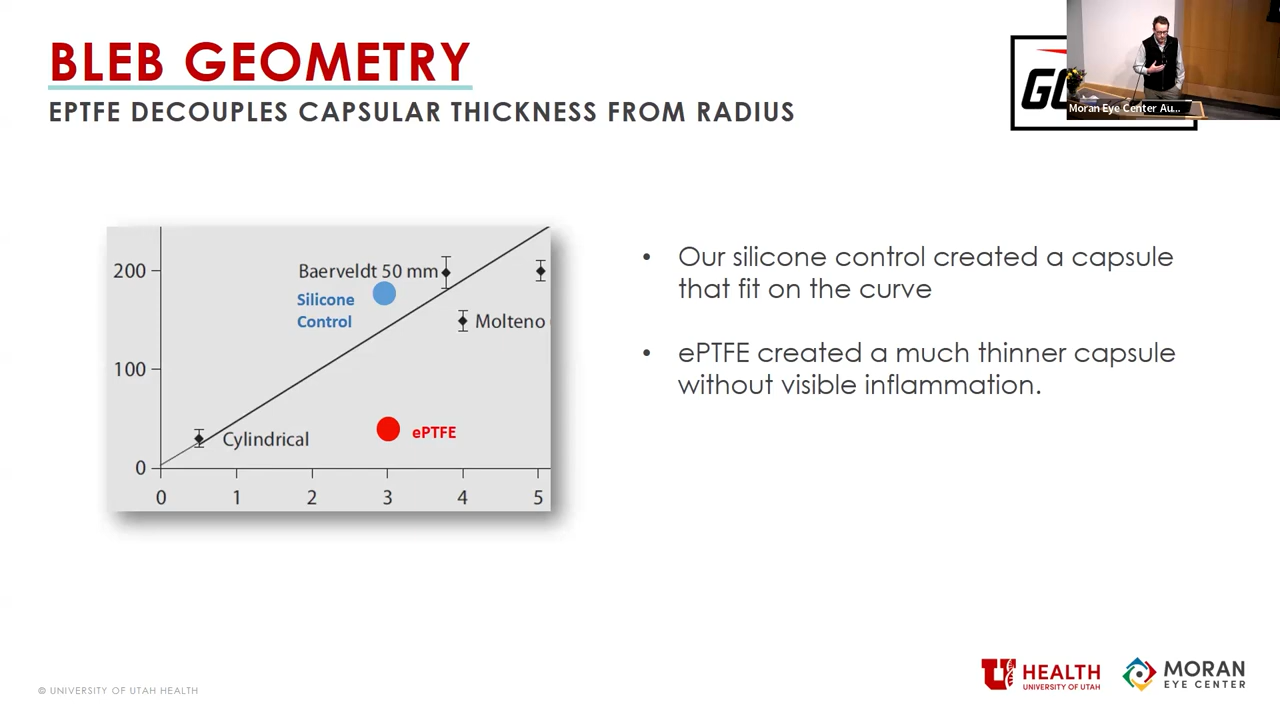 BLEB GEOMETRY
EPTFE DECOUPLES CAPSULAR THICKNESS FROM RADIUS
Moran Eye Center Au...
200
Baerveldt 50 mm
Silicone
Control
Molteno
100
Cylindrical
ePTFE
0
0 1 2 3 4 5
• Our silicone control created a capsule
that fit on the curve
• ePTFE created a much thinner capsule
without visible inflammation.
© UNIVERSITY OF UTAH HEALTH
U HEALTH
UNIVERSITY OF UTAH
MORAN
EYE CENTER